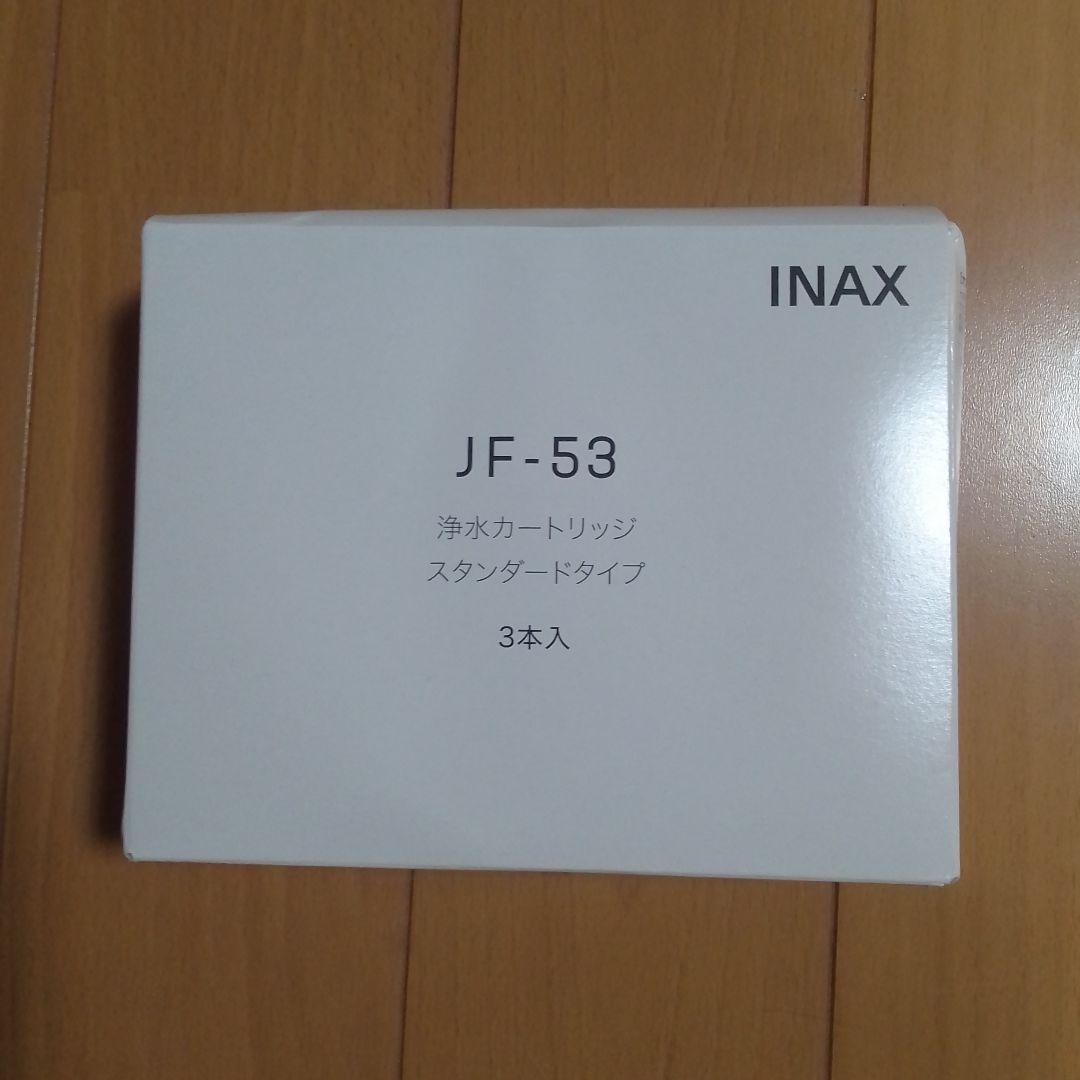 INAX
JF-53
浄水カートリッジ
スタンダードタイプ
3本入